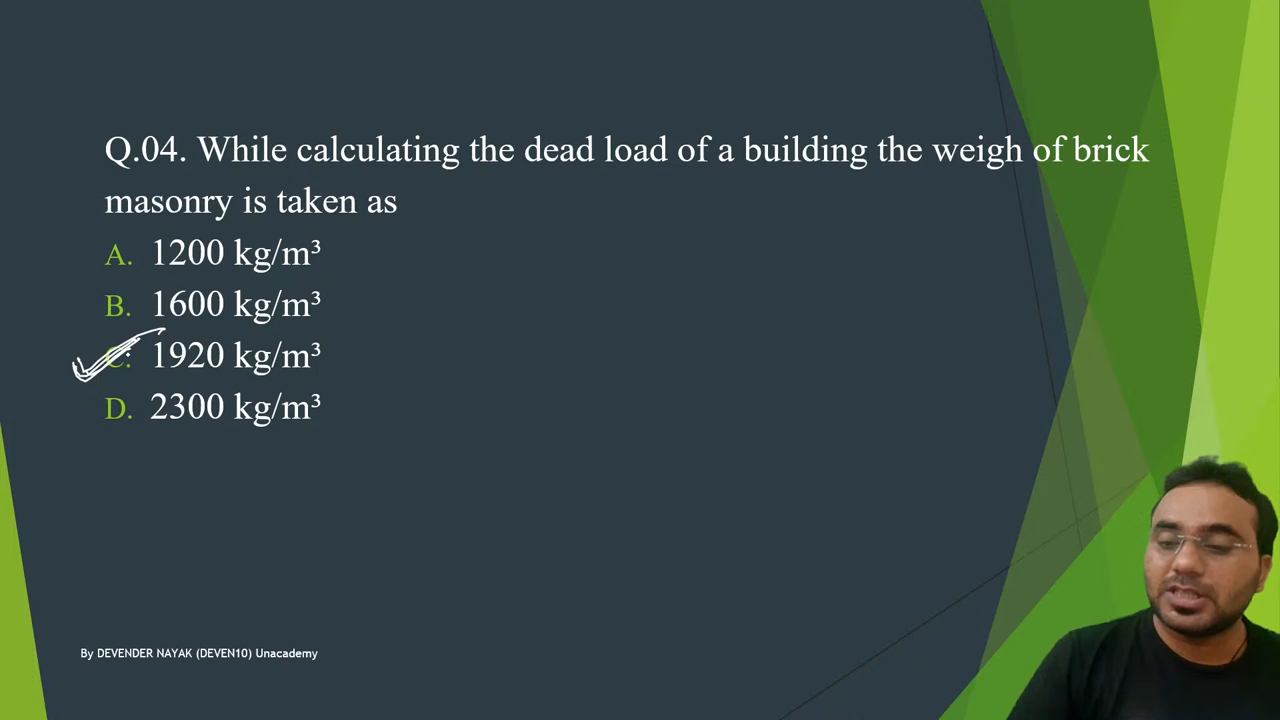 Q.04. While calculating the dead load of a building the weigh of brick
masonry is taken as
A. 1200 kg/m³
B. 1600 kg/m³
C. 1920 kg/m³
D. 2300 kg/m³
By DEVENDER NAYAK (DEVEN10) Unacademy